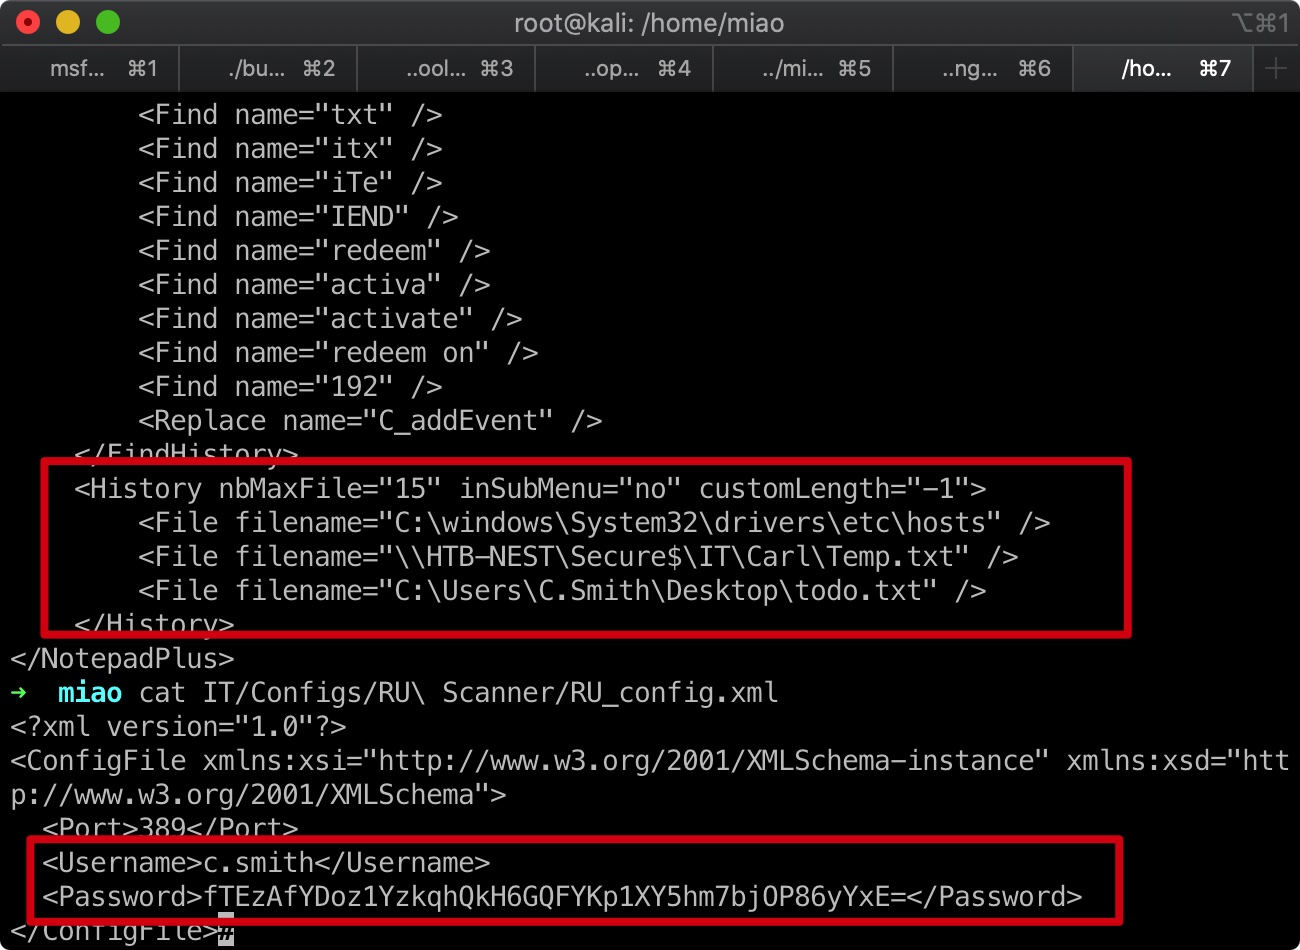 root@kali: /home/miao
⌥⌘1
msf... ⌘1 ./bu... ⌘2 ..ool... ⌘3 ..op... ⌘4 ../mi... ⌘5 ..ng... ⌘6 /ho... ⌘7
<Find name="txt" />
<Find name="itx" />
<Find name="iTe" />
<Find name="IEND" />
<Find name="redeem" />
<Find name="activa" />
<Find name="activate" />
<Find name="redeem on" />
<Find name="192" />
<Replace name="C_addEvent" />
</FindHistory>
<History nbMaxFile="15" inSubMenu="no" customLength="-1">
<File filename="C:\windows\System32\drivers\etc\hosts" />
<File filename="\\HTB-NEST\Secure$\IT\Carl\Temp.txt" />
<File filename="C:\Users\C.Smith\Desktop\todo.txt" />
</History>
</NotepadPlus>
→ miao cat IT/Configs/RU\ Scanner/RU_config.xml
<?xml version="1.0"?>
<ConfigFile xmlns:xsi="http://www.w3.org/2001/XMLSchema-instance" xmlns:xsd="htt
p://www.w3.org/2001/XMLSchema">
<Port>389</Port>
<Username>c.smith</Username>
<Password>fTEzAfYDoz1YzkqhQkH6GQFYKp1XY5hm7bjOP86yYxE=</Password>
</ConfigFile>#